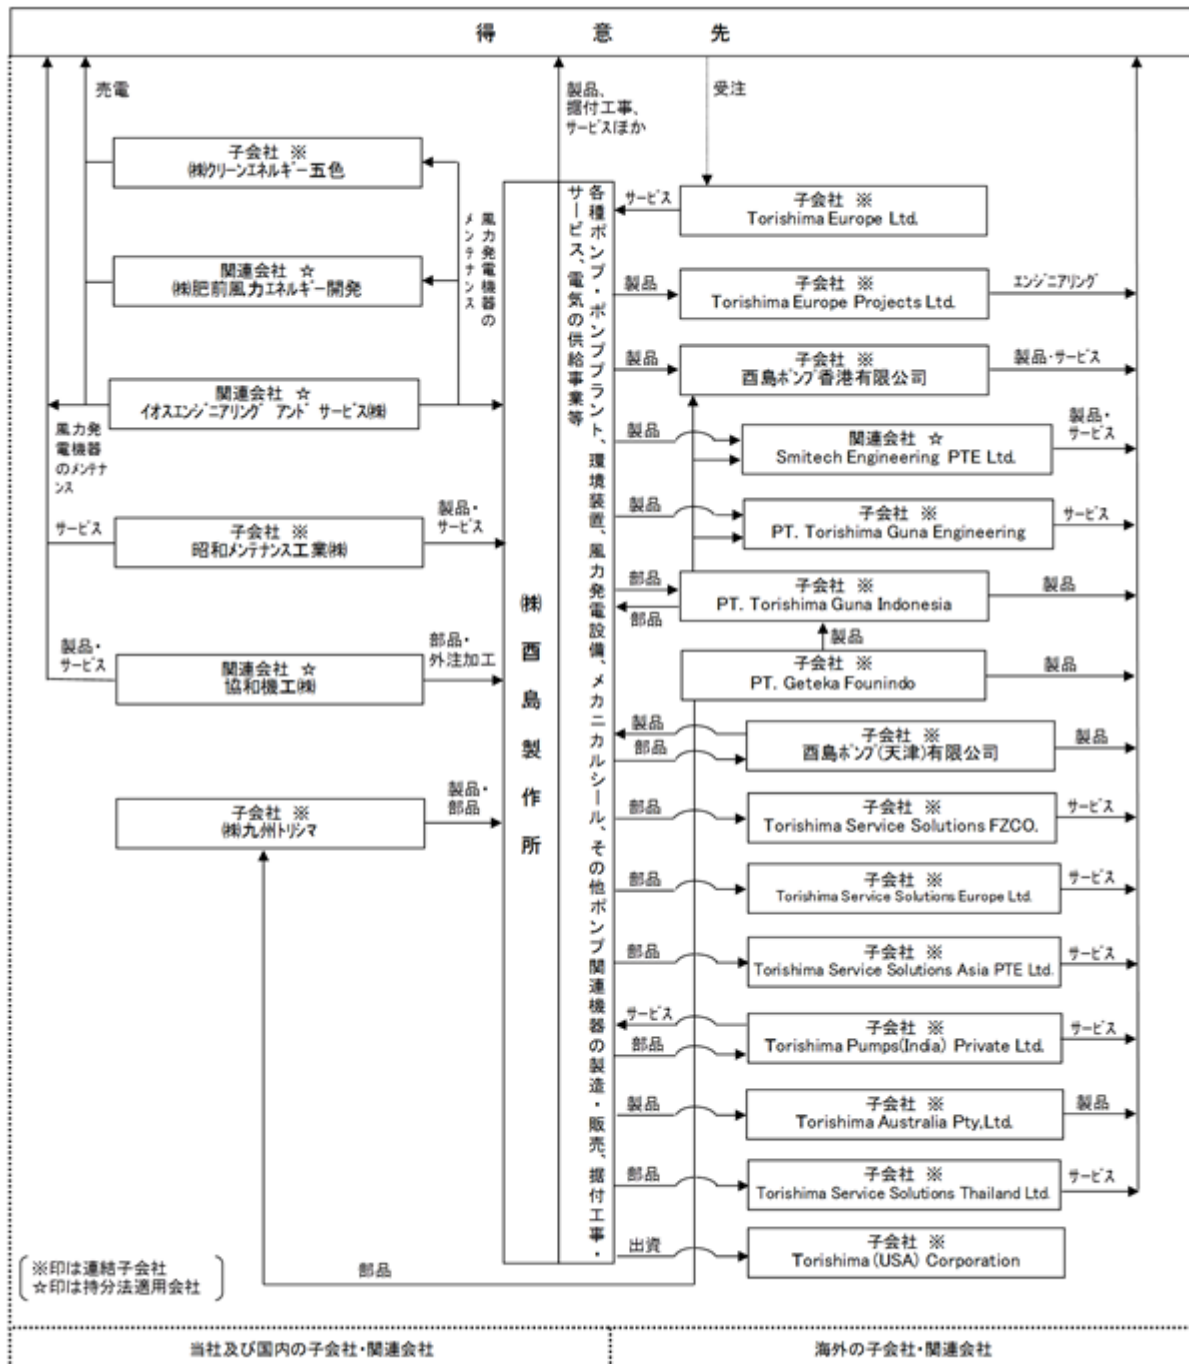 得意先
売電
製品、
据付工事、
サービスほか
受注
子会社 ※
㈱クリーンエネルギー五色
風力発電機器の
メンテナンス
関連会社 ☆
㈱肥前風力エネルギー開発
関連会社 ☆
イオスエンジニアリング アンド サービス㈱
風力発
電機器
のメンテナ
ンス
サービス
子会社 ※
昭和メンテナンス工業㈱
製品・
サービス
製品・
サービス
関連会社 ☆
協和機工㈱
部品・
外注加工
子会社 ※
㈱九州トリシマ
製品・
部品
㈱酉島製作所
各種ポンプ・ポンププラント、環境装置、風力発電設備、メカニカルシール、その他ポンプ関連機器の製造・販売、据付工事・
サービス、電気の供給事業等
サービス
子会社 ※
Torishima Europe Ltd.
製品
子会社 ※
Torishima Europe Projects Ltd.
エンジニアリング
製品
子会社 ※
酉島ポンプ香港有限公司
製品・サービス
製品
関連会社 ☆
Smitech Engineering PTE Ltd.
製品・
サービス
製品
子会社 ※
PT. Torishima Guna Engineering
サービス
部品
部品
子会社 ※
PT. Torishima Guna Indonesia
製品
製品
子会社 ※
PT. Geteka Founindo
製品
製品
部品
子会社 ※
酉島ポンプ(天津)有限公司
製品
部品
子会社 ※
Torishima Service Solutions FZCO.
サービス
部品
子会社 ※
Torishima Service Solutions Europe Ltd.
サービス
部品
子会社 ※
Torishima Service Solutions Asia PTE Ltd.
サービス
サービス
部品
子会社 ※
Torishima Pumps(India) Private Ltd.
サービス
製品
子会社 ※
Torishima Australia Pty,Ltd.
製品
部品
子会社 ※
Torishima Service Solutions Thailand Ltd.
サービス
出資
子会社 ※
Torishima (USA) Corporation
部品
※印は連結子会社
☆印は持分法適用会社
当社及び国内の子会社・関連会社
海外の子会社・関連会社